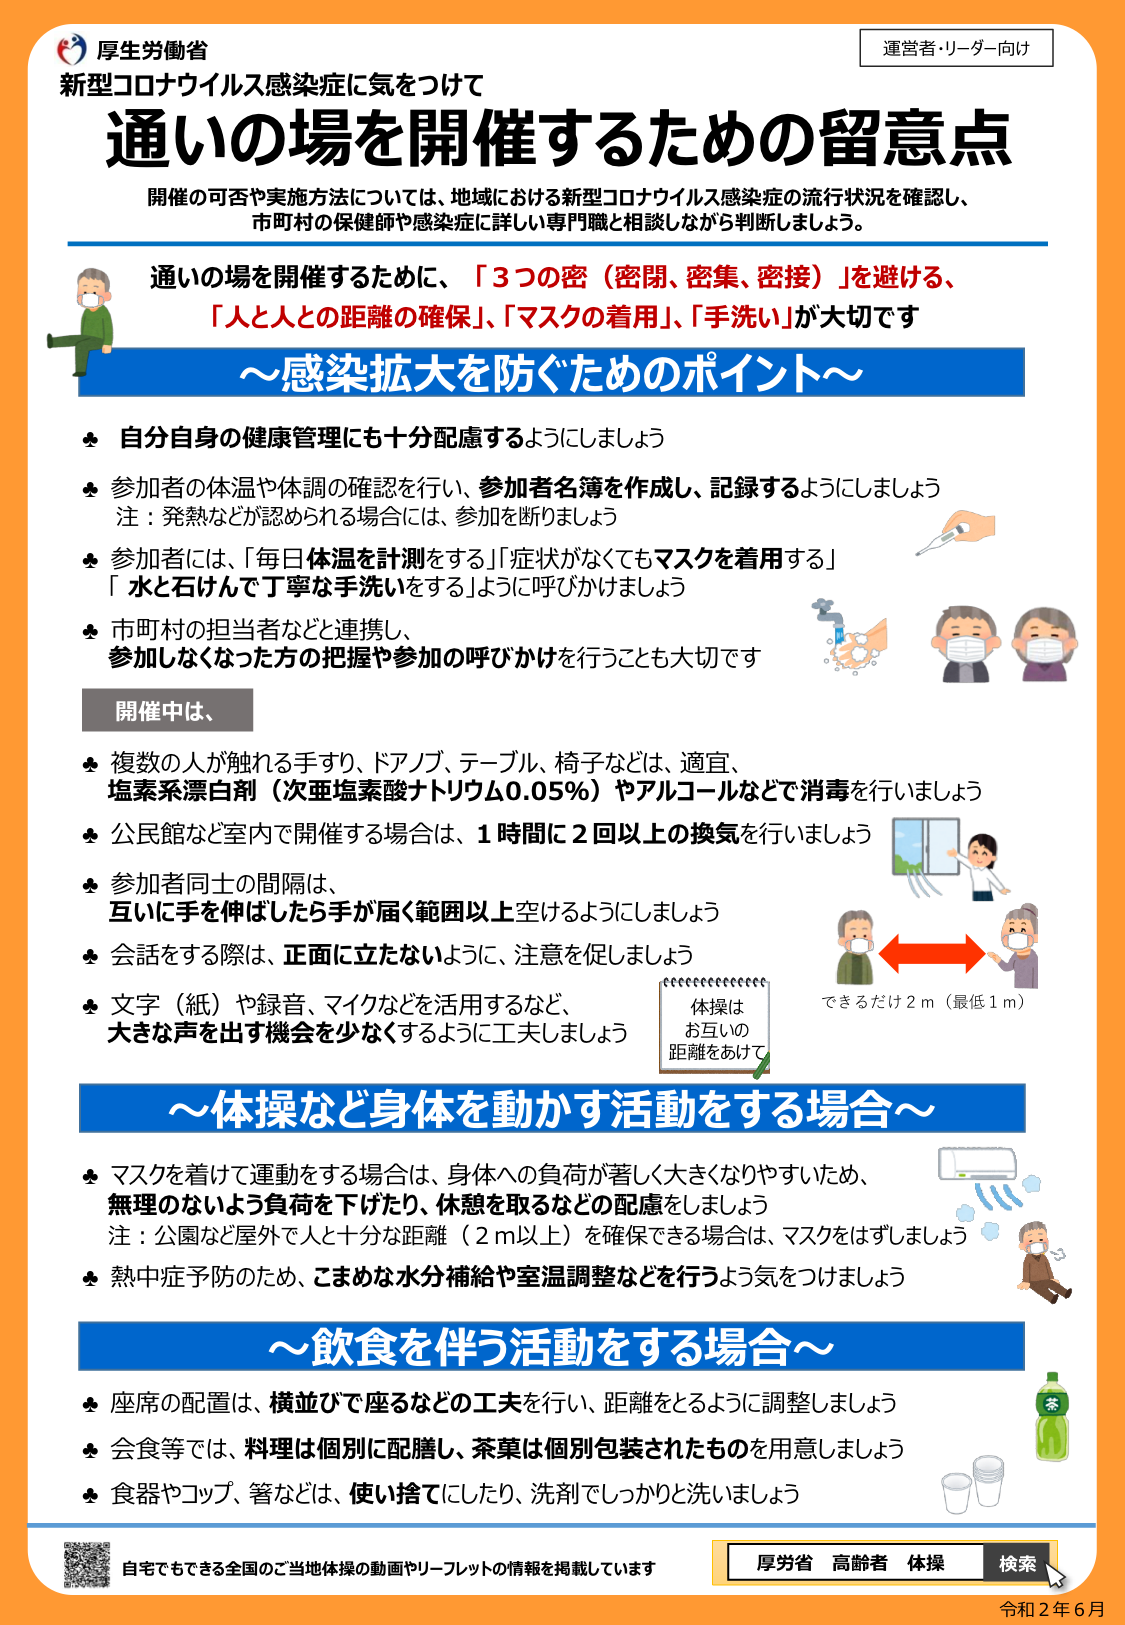 厚生労働省
運営者・リーダー向け
新型コロナウイルス感染症に気をつけて
通いの場を開催するための留意点
開催の可否や実施方法については、地域における新型コロナウイルス感染症の流行状況を確認し、
市町村の保健師や感染症に詳しい専門職と相談しながら判断しましょう。
通いの場を開催するために、「３つの密（密閉、密集、密接）」を避ける、
「人と人との距離の確保」、「マスクの着用」、「手洗い」が大切です
～感染拡大を防ぐためのポイント～
♣ 自分自身の健康管理にも十分配慮するようにしましょう
♣ 参加者の体温や体調の確認を行い、参加者名簿を作成し、記録するようにしましょう
注：発熱などが認められる場合には、参加を断りましょう
♣ 参加者には、「毎日体温を計測をする」「症状がなくてもマスクを着用する」
「 水と石けんで丁寧な手洗いをする」ように呼びかけましょう
♣ 市町村の担当者などと連携し、
参加しなくなった方の把握や参加の呼びかけを行うことも大切です
開催中は、
♣ 複数の人が触れる手すり、ドアノブ、テーブル、椅子などは、適宜、
塩素系漂白剤（次亜塩素酸ナトリウム0.05%）やアルコールなどで消毒を行いましょう
♣ 公民館など室内で開催する場合は、１時間に２回以上の換気を行いましょう
♣ 参加者同士の間隔は、
互いに手を伸ばしたら手が届く範囲以上空けるようにしましょう
♣ 会話をする際は、正面に立たないように、注意を促しましょう
できるだけ２ｍ（最低１ｍ）
♣ 文字（紙）や録音、マイクなどを活用するなど、
大きな声を出す機会を少なくするように工夫しましょう
体操は
お互いの
距離をあけて
～体操など身体を動かす活動をする場合～
♣ マスクを着けて運動をする場合は、身体への負荷が著しく大きくなりやすいため、
無理のないよう負荷を下げたり、休憩を取るなどの配慮をしましょう
注：公園など屋外で人と十分な距離（２ｍ以上）を確保できる場合は、マスクをはずしましょう
♣ 熱中症予防のため、こまめな水分補給や室温調整などを行うよう気をつけましょう
～飲食を伴う活動をする場合～
♣ 座席の配置は、横並びで座るなどの工夫を行い、距離をとるように調整しましょう
茶
♣ 会食等では、料理は個別に配膳し、茶菓は個別包装されたものを用意しましょう
♣ 食器やコップ、箸などは、使い捨てにしたり、洗剤でしっかりと洗いましょう
自宅でもできる全国のご当地体操の動画やリーフレットの情報を掲載しています
厚労省 高齢者 体操 検索
令和２年６月